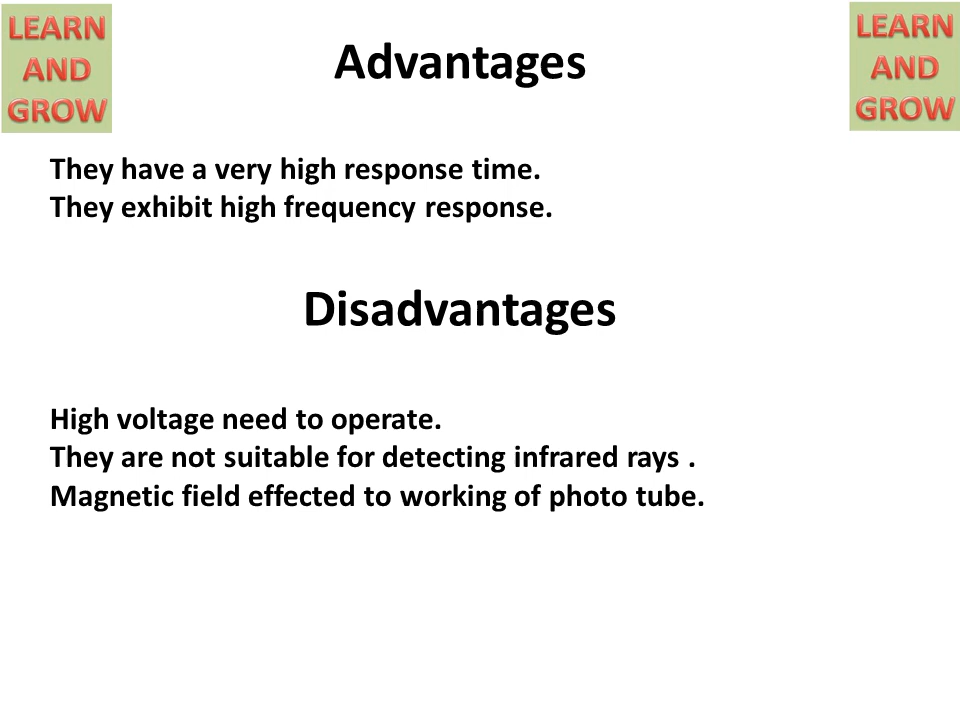 LEARN
AND
GROW
Advantages
LEARN
AND
GROW
They have a very high response time.
They exhibit high frequency response.
Disadvantages
High voltage need to operate.
They are not suitable for detecting infrared rays .
Magnetic field effected to working of photo tube.